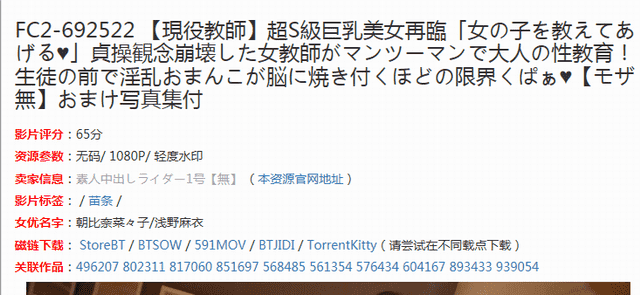 FC2-692522 【現役教師】超S級巨乳美女再臨「女の子を教えてあ
げる♥」貞操観念崩壊した女教師がマンツーマンで大人の性教育！
生徒の前で淫乱おまんこが脳に焼き付くほどの限界くぱぁ♥【モザ
無】おまけ写真集付
影片评分：65分
资源参数：无码/ 1080P/ 轻度水印
卖家信息：素人中出しライダー1号【無】（本资源官网地址）
影片标签： / 苗条 /
女优名字：朝比奈菜々子/浅野麻衣
磁链下载： StoreBT / BTSOW / 591MOV / BTJIDI / TorrentKitty（请尝试在不同载点下载）
关联作品：496207 802311 817060 851697 568485 561354 576434 604167 893433 939054